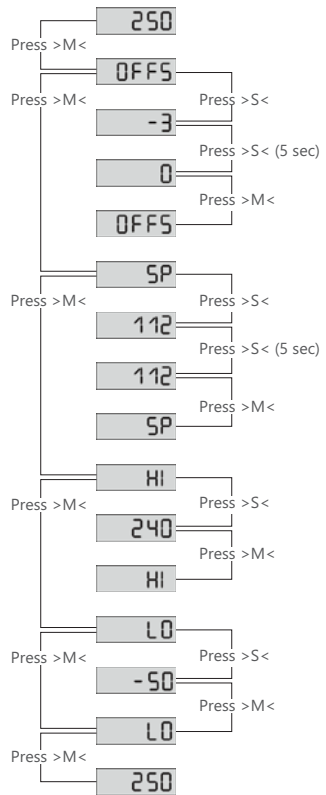 250
Press >M<
OFFS
Press >M<
Press >S<
-3
Press >S< (5 sec)
0
Press >M<
OFFS
SP
Press >M<
Press >S<
112
Press >S< (5 sec)
112
Press >M<
SP
HI
Press >M<
Press >S<
240
Press >M<
HI
LO
Press >M<
Press >S<
-50
Press >M<
LO
Press >M<
250